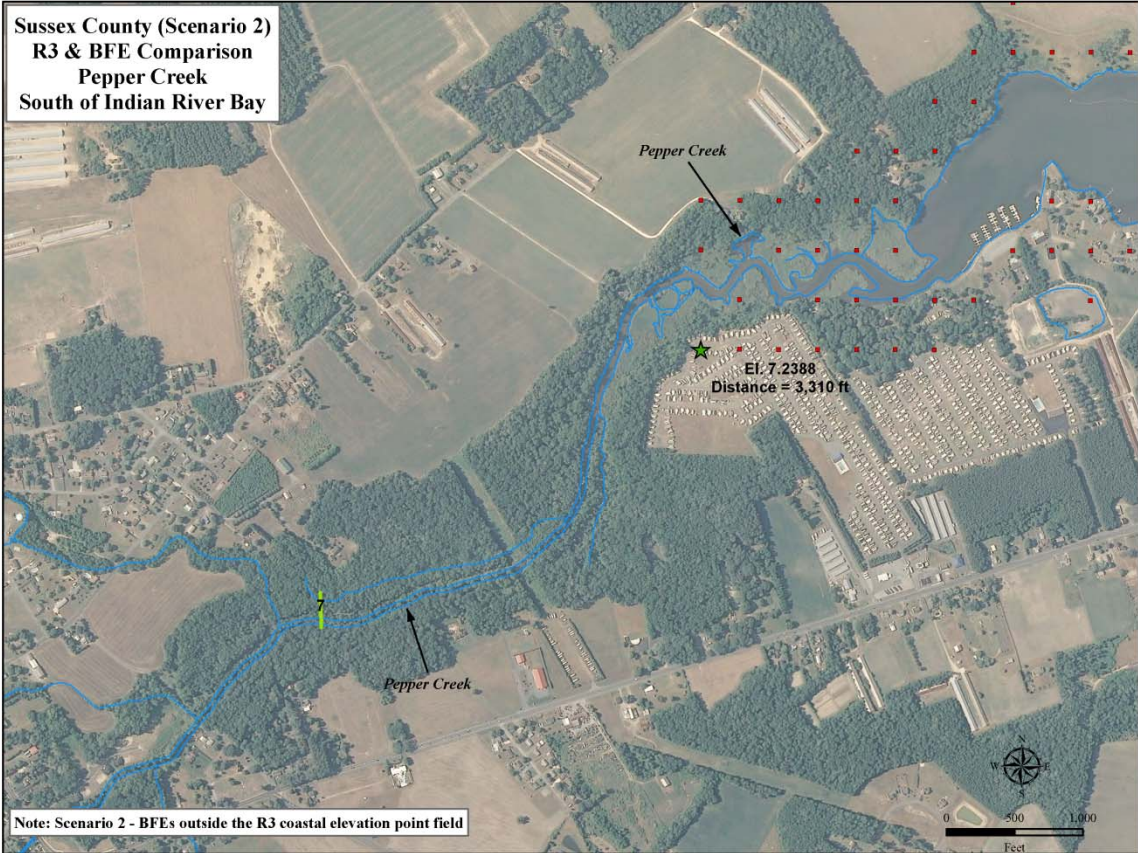 Sussex County (Scenario 2)
R3 & BFE Comparison
Pepper Creek
South of Indian River Bay
Pepper Creek
El. 7.2388
Distance = 3,310 ft
7
Pepper Creek
N
W E
S
Note: Scenario 2 - BFEs outside the R3 coastal elevation point field
0 500 1,000
Feet